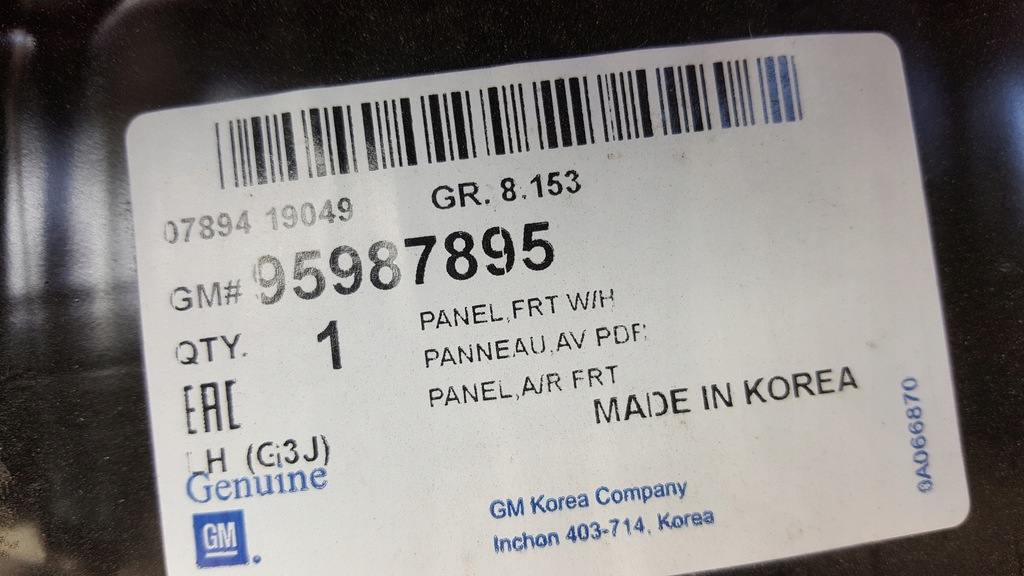 07894 19049
GR. 8.153
GM# 95987895
QTY. 1
PANEL,FRT W/H
PANNEAU,AV PDF
PANEL,A/R FRT
EAC
MADE IN KOREA
LH (G3J)
Genuine
GM
GM Korea Company
Inchon 403-714, Korea
0A066870